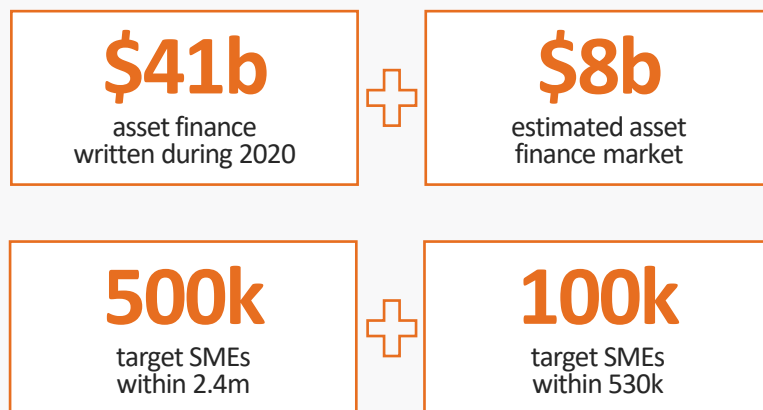 $41b
asset finance
written during 2020
$8b
estimated asset
finance market
500k
target SMEs
within 2.4m
100k
target SMEs
within 530k